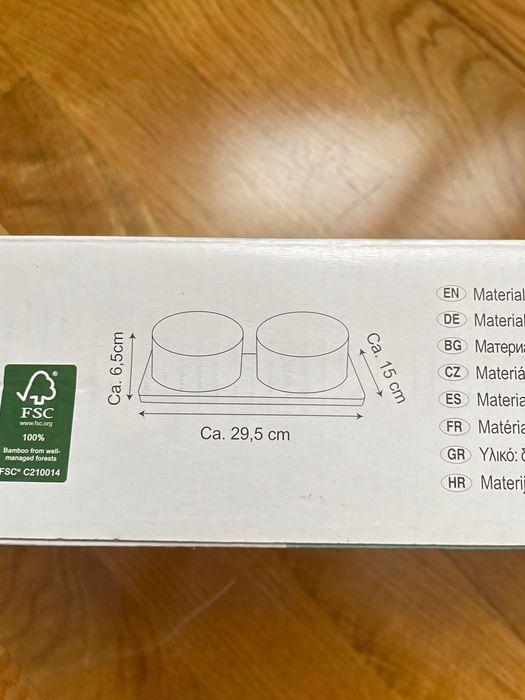 Ca. 6,5cm
Ca. 15 cm
Ca. 29,5 cm
FSC
www.fsc.org
100%
Bamboo from well-
managed forests
FSC® C210014
EN Material
DE Material
BG Материа
CZ Materiá
ES Materia
FR Matéria
GR Υλικό:
HR Materij